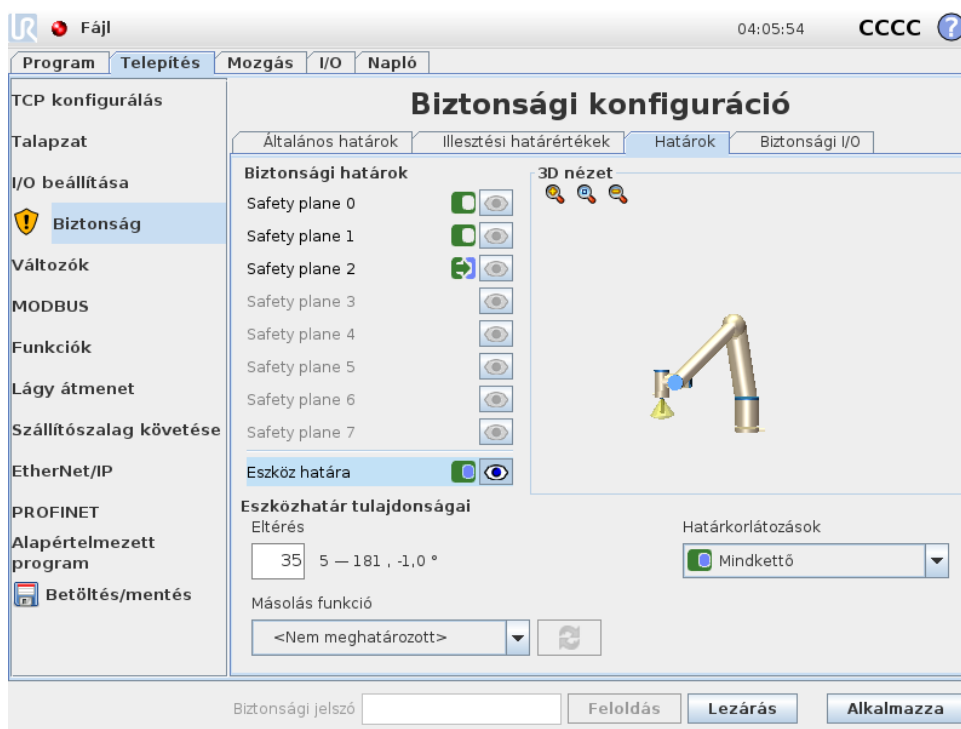 UR Fájl 04:05:54 CCCC ?
Program Telepítés Mozgás I/O Napló
TCP konfigurálás
Talapzat
I/O beállítása
Biztonság
Változók
MODBUS
Funkciók
Lágy átmenet
Szállítószalag követése
EtherNet/IP
PROFINET
Alapértelmezett
program
Betöltés/mentés
Biztonsági konfiguráció
Általános határok Illesztési határértékek Határok Biztonsági I/O
Biztonsági határok
Safety plane 0
Safety plane 1
Safety plane 2
Safety plane 3
Safety plane 4
Safety plane 5
Safety plane 6
Safety plane 7
Eszköz határa
3D nézet
Eszközhatár tulajdonságai
Eltérés
35 5 — 181 , -1,0 °
Határkorlátozások
Mindkettő
Másolás funkció
<Nem meghatározott>
Biztonsági jelszó Feloldás Lezárás Alkalmazza